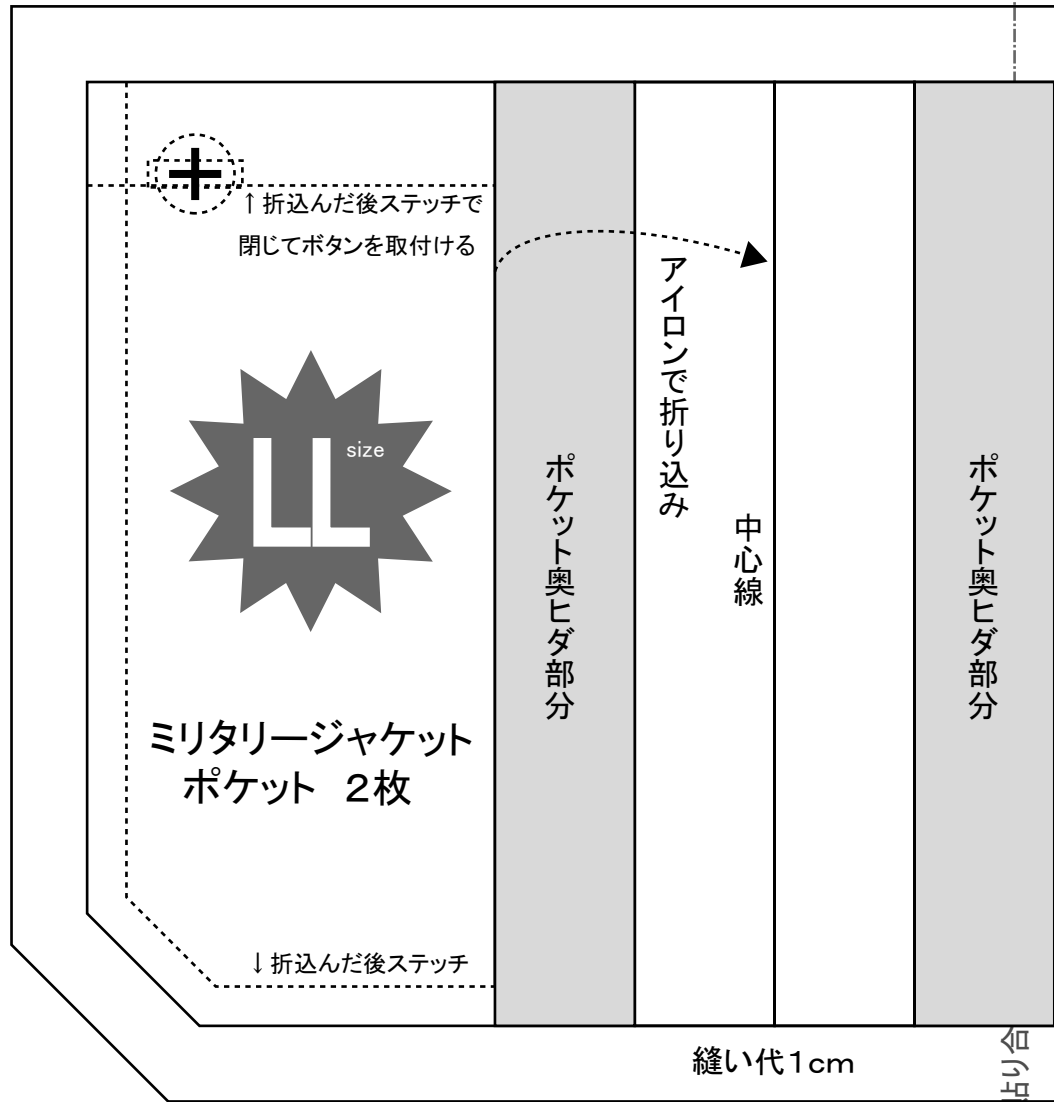 ↑折込んだ後ステッチで
閉じてボタンを取付ける
アイロンで折り込み
LL size
ポケット奥ヒダ部分
中心線
ポケット奥ヒダ部分
ミリタリージャケット
ポケット　2枚
↓折込んだ後ステッチ
縫い代1cm
貼り合